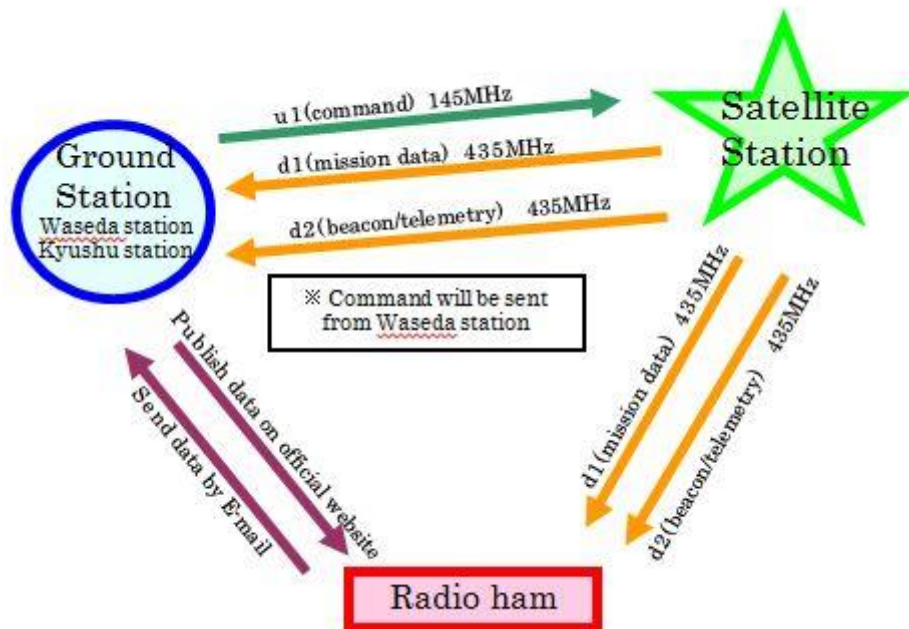 u1(command) 145MHz
Satellite
Station
Ground
Station
Waseda station
Kyushu station
d1(mission data) 435MHz
d2(beacon/telemetry) 435MHz
※ Command will be sent
from Waseda station
d1(mission data) 435MHz
d2(beacon/telemetry) 435MHz
Publish data on official website
Send data by E-mail
Radio ham